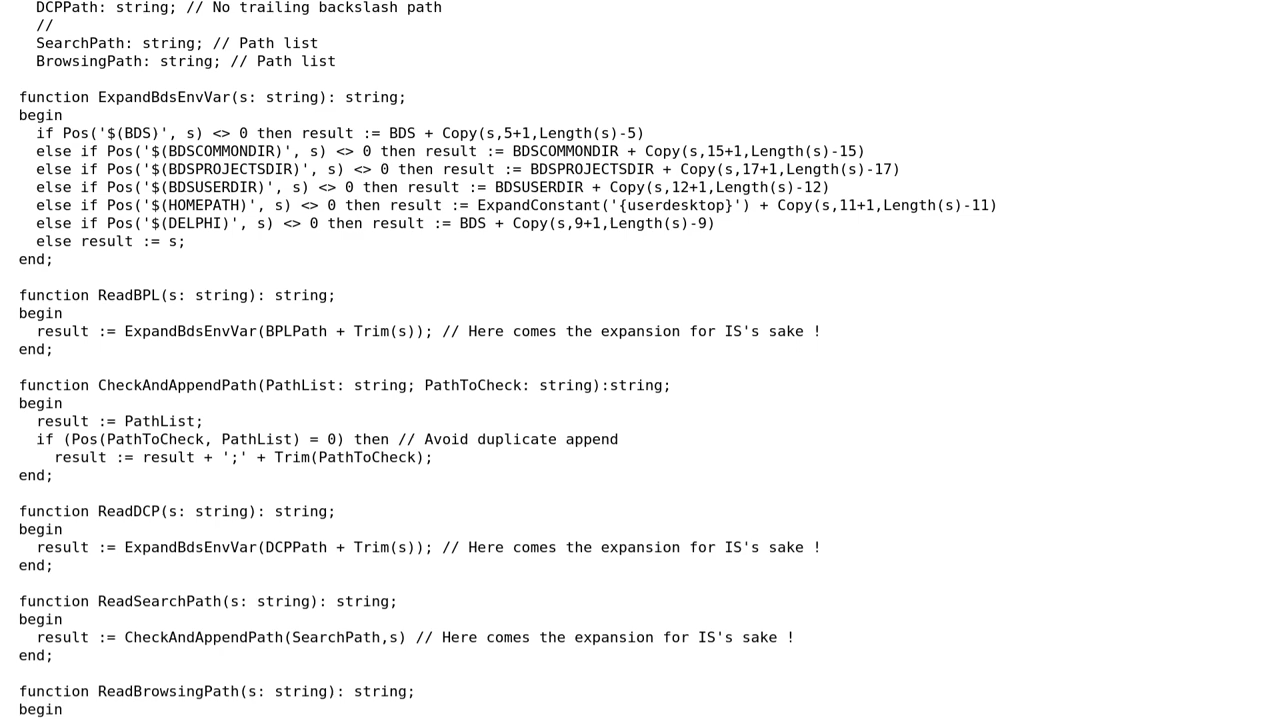 DCPPath: string; // No trailing backslash path
//
SearchPath: string; // Path list
BrowsingPath: string; // Path list
function ExpandBdsEnvVar(s: string): string;
begin
if Pos('$(BDS)', s) <> 0 then result := BDS + Copy(s,5+1,Length(s)-5)
else if Pos('$(BDSCOMMONDIR)', s) <> 0 then result := BDSCOMMONDIR + Copy(s,15+1,Length(s)-15)
else if Pos('$(BDSPROJECTSDIR)', s) <> 0 then result := BDSPROJECTSDIR + Copy(s,17+1,Length(s)-17)
else if Pos('$(BDSUSERDIR)', s) <> 0 then result := BDSUSERDIR + Copy(s,12+1,Length(s)-12)
else if Pos('$(HOMEPATH)', s) <> 0 then result := ExpandConstant('{userdesktop}') + Copy(s,11+1,Length(s)-11)
else if Pos('$(DELPHI)', s) <> 0 then result := BDS + Copy(s,9+1,Length(s)-9)
else result := s;
end;
function ReadBPL(s: string): string;
begin
result := ExpandBdsEnvVar(BPLPath + Trim(s)); // Here comes the expansion for IS's sake !
end;
function CheckAndAppendPath(PathList: string; PathToCheck: string):string;
begin
result := PathList;
if (Pos(PathToCheck, PathList) = 0) then // Avoid duplicate append
result := result + ';' + Trim(PathToCheck);
end;
function ReadDCP(s: string): string;
begin
result := ExpandBdsEnvVar(DCPPath + Trim(s)); // Here comes the expansion for IS's sake !
end;
function ReadSearchPath(s: string): string;
begin
result := CheckAndAppendPath(SearchPath,s) // Here comes the expansion for IS's sake !
end;
function ReadBrowsingPath(s: string): string;
begin